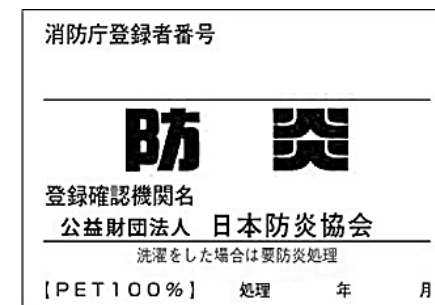 消防庁登録者番号
防 炎
登録確認機関名
公益財団法人 日本防炎協会
洗濯をした場合は要防炎処理
【PET100%】 処理 年 月